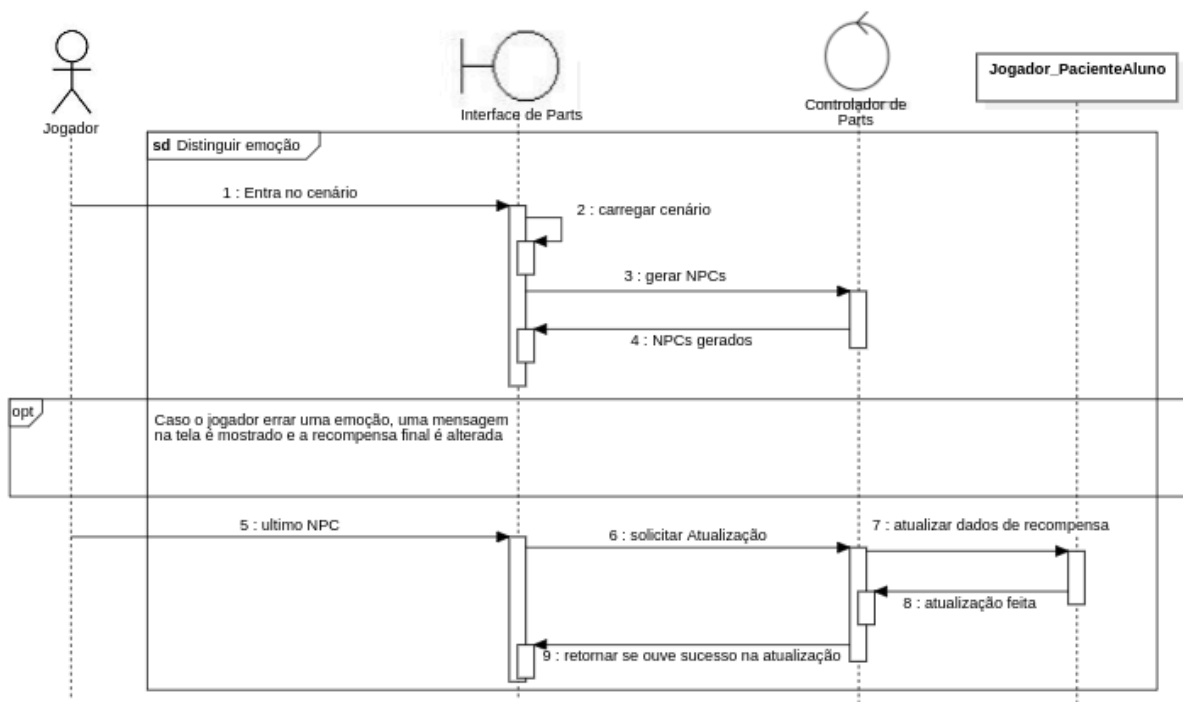 Jogador
Interface de Parts
Controlador de
Parts
Jogador_PacienteAluno
sd Distinguir emoção
1 : Entra no cenário
2 : carregar cenário
3 : gerar NPCs
4 : NPCs gerados
opt
Caso o jogador errar uma emoção, uma mensagem
na tela é mostrado e a recompensa final é alterada
5 : ultimo NPC
6 : solicitar Atualização
7 : atualizar dados de recompensa
8 : atualização feita
9 : retornar se ouve sucesso na atualização